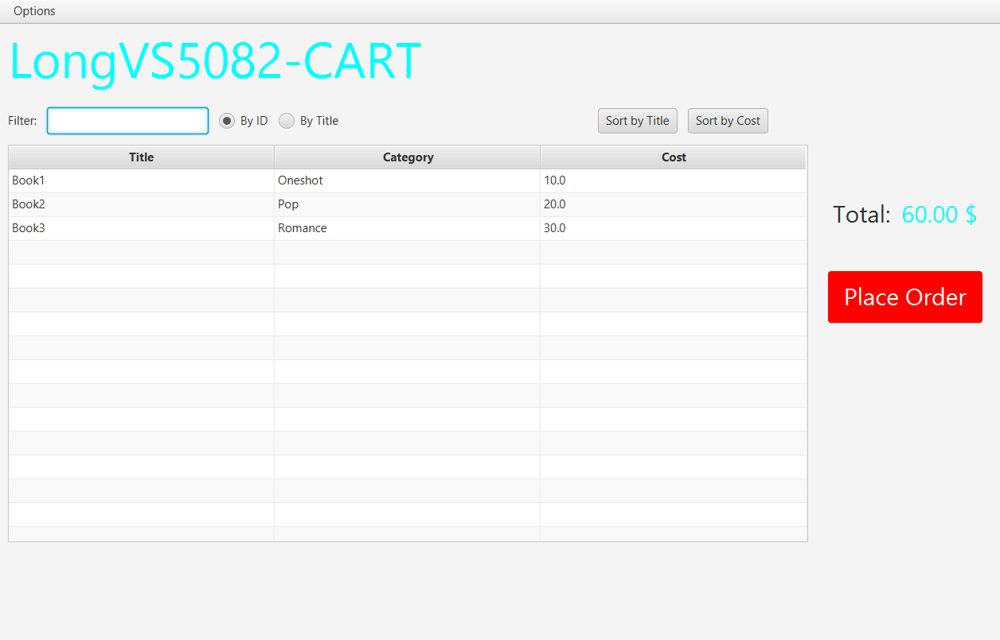 Options
LongVS5082-CART
Filter: By ID By Title Sort by Title Sort by Cost
Title Category Cost
Book1 Oneshot 10.0
Book2 Pop 20.0
Book3 Romance 30.0
Total: 60.00 $
Place Order